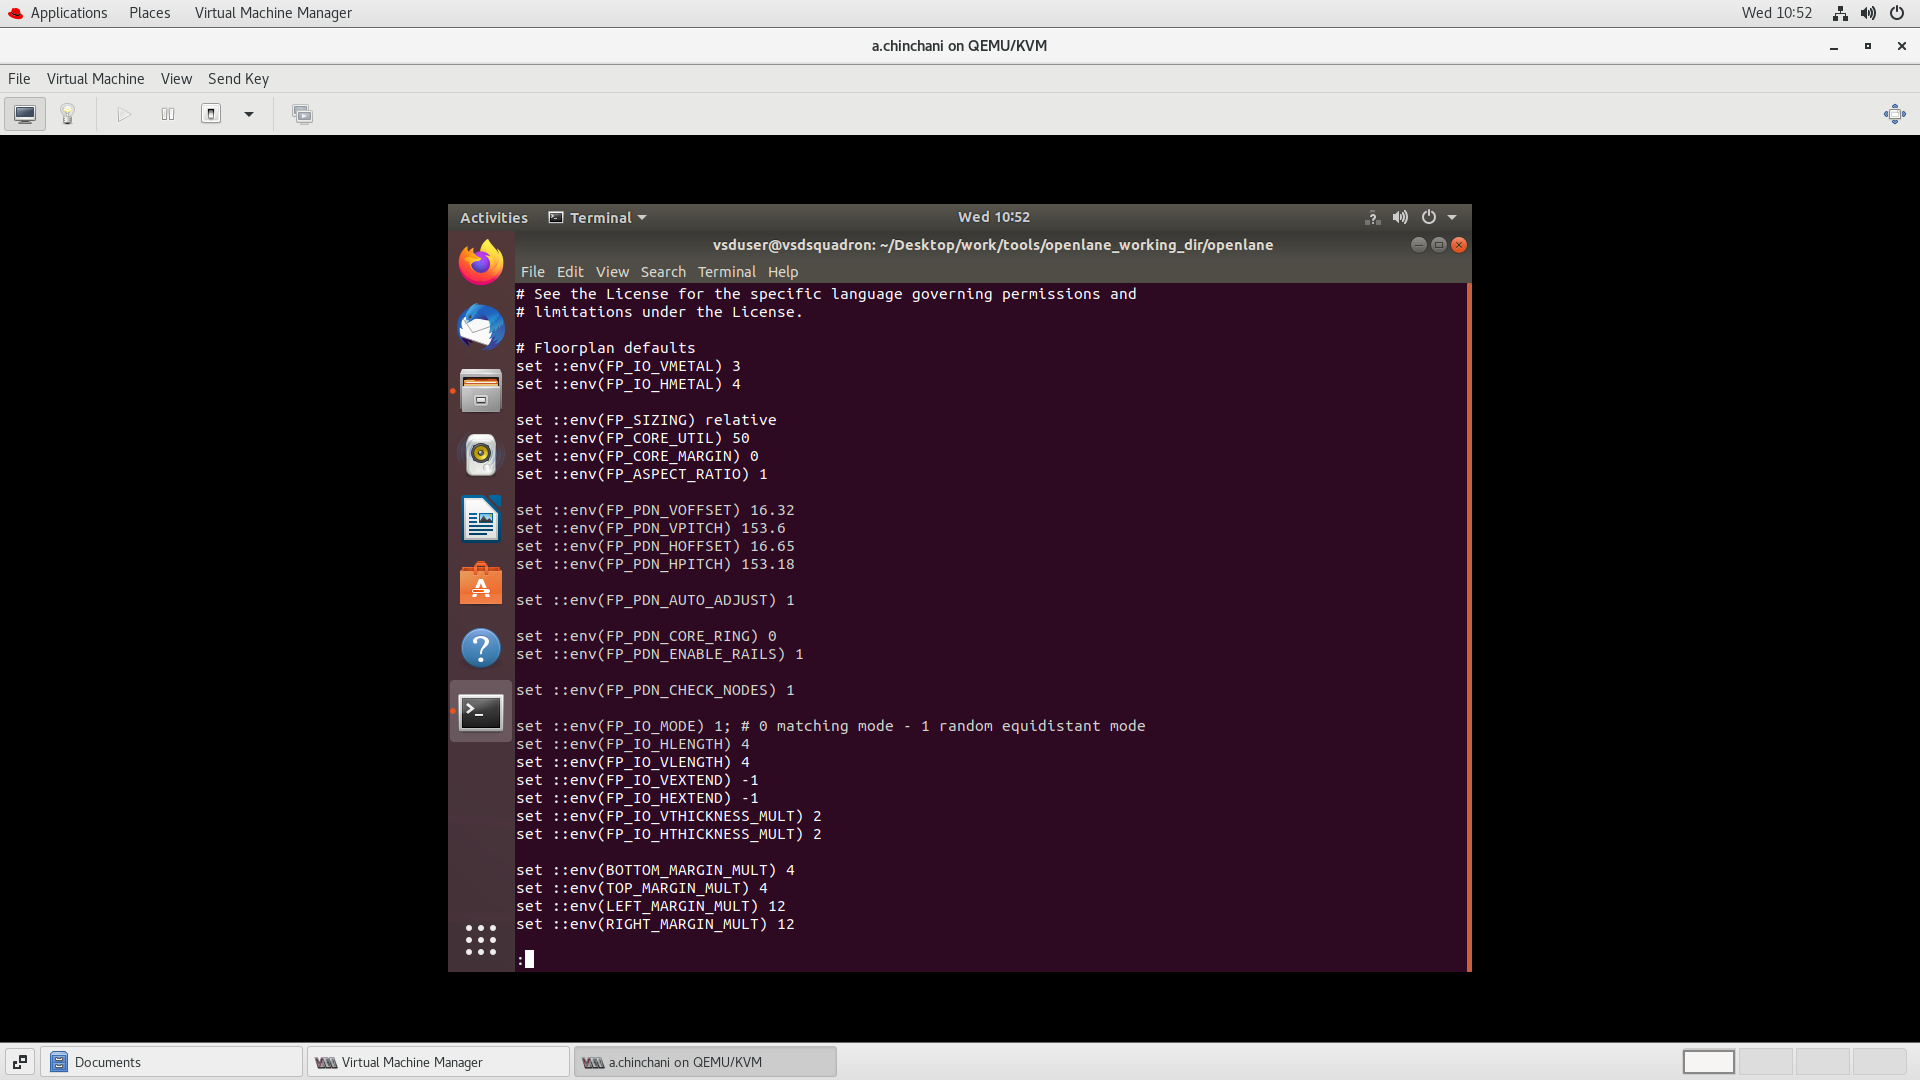 Applications Places Virtual Machine Manager Wed 10:52
a.chinchani on QEMU/KVM
File Virtual Machine View Send Key
Activities Terminal Wed 10:52
vsduser@vsdsquadron: ~/Desktop/work/tools/openlane_working_dir/openlane
File Edit View Search Terminal Help
# See the License for the specific language governing permissions and
# limitations under the License.
# Floorplan defaults
set ::env(FP_IO_VMETAL) 3
set ::env(FP_IO_HMETAL) 4
set ::env(FP_SIZING) relative
set ::env(FP_CORE_UTIL) 50
set ::env(FP_CORE_MARGIN) 0
set ::env(FP_ASPECT_RATIO) 1
set ::env(FP_PDN_VOFFSET) 16.32
set ::env(FP_PDN_VPITCH) 153.6
set ::env(FP_PDN_HOFFSET) 16.65
set ::env(FP_PDN_HPITCH) 153.18
set ::env(FP_PDN_AUTO_ADJUST) 1
set ::env(FP_PDN_CORE_RING) 0
set ::env(FP_PDN_ENABLE_RAILS) 1
set ::env(FP_PDN_CHECK_NODES) 1
set ::env(FP_IO_MODE) 1; # 0 matching mode - 1 random equidistant mode
set ::env(FP_IO_HLENGTH) 4
set ::env(FP_IO_VLENGTH) 4
set ::env(FP_IO_VEXTEND) -1
set ::env(FP_IO_HEXTEND) -1
set ::env(FP_IO_VTHICKNESS_MULT) 2
set ::env(FP_IO_HTHICKNESS_MULT) 2
set ::env(BOTTOM_MARGIN_MULT) 4
set ::env(TOP_MARGIN_MULT) 4
set ::env(LEFT_MARGIN_MULT) 12
set ::env(RIGHT_MARGIN_MULT) 12
:
Documents Virtual Machine Manager a.chinchani on QEMU/KVM